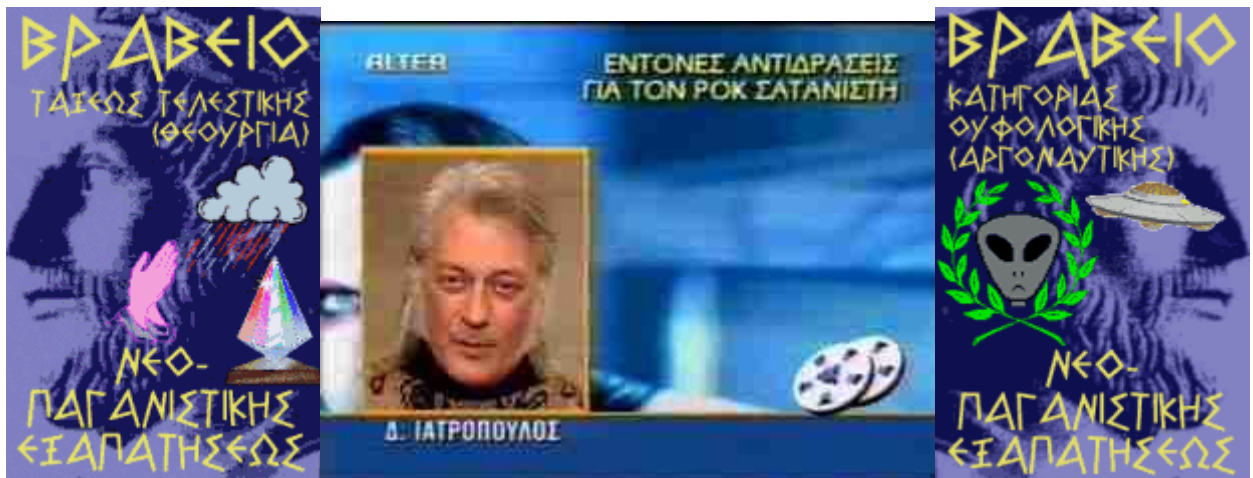 ΒΡΑΒΕΙΟ
ΤΑΞΕΩΣ ΤΕΛΕΣΤΙΚΗΣ
(ΘΕΟΥΡΓΙΑ)
ΝΕΟ-
ΠΑΓΑΝΙΣΤΙΚΗΣ
ΕΞΑΠΑΤΗΣΕΩΣ
ALTER
ΕΝΤΟΝΕΣ ΑΝΤΙΔΡΑΣΕΙΣ
ΓΙΑ ΤΟΝ ΡΟΚ ΣΑΤΑΝΙΣΤΗ
Δ. ΙΑΤΡΟΠΟΥΛΟΣ
ΒΡΑΒΕΙΟ
ΚΑΤΗΓΟΡΙΑΣ
ΟΥΦΟΛΟΓΙΚΗΣ
(ΑΡΓΟΝΑΥΤΙΚΗΣ)
ΝΕΟ-
ΠΑΓΑΝΙΣΤΙΚΗΣ
ΕΞΑΠΑΤΗΣΕΩΣ